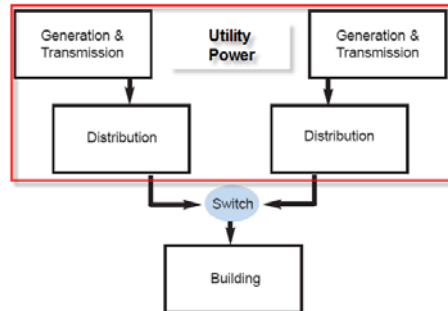 Generation &
Transmission
Utility
Power
Generation &
Transmission
Distribution
Distribution
Switch
Building